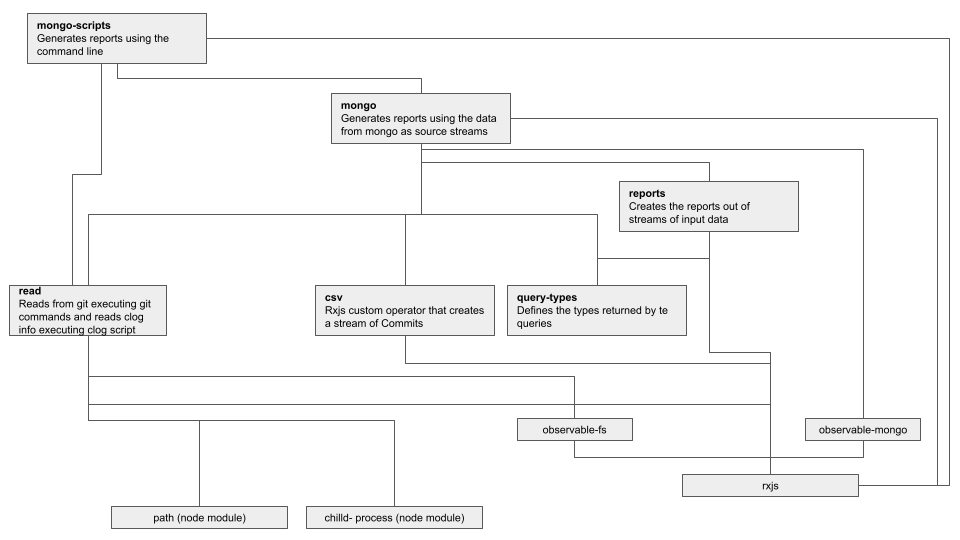 mongo-scripts
Generates reports using the
command line
mongo
Generates reports using the data
from mongo as source streams
reports
Creates the reports out of
streams of input data
read
Reads from git executing git
commands and reads clog
info executing clog script
csv
Rxjs custom operator that creates
a stream of Commits
query-types
Defines the types returned by te
queries
observable-fs
observable-mongo
rxjs
path (node module)
chilld- process (node module)